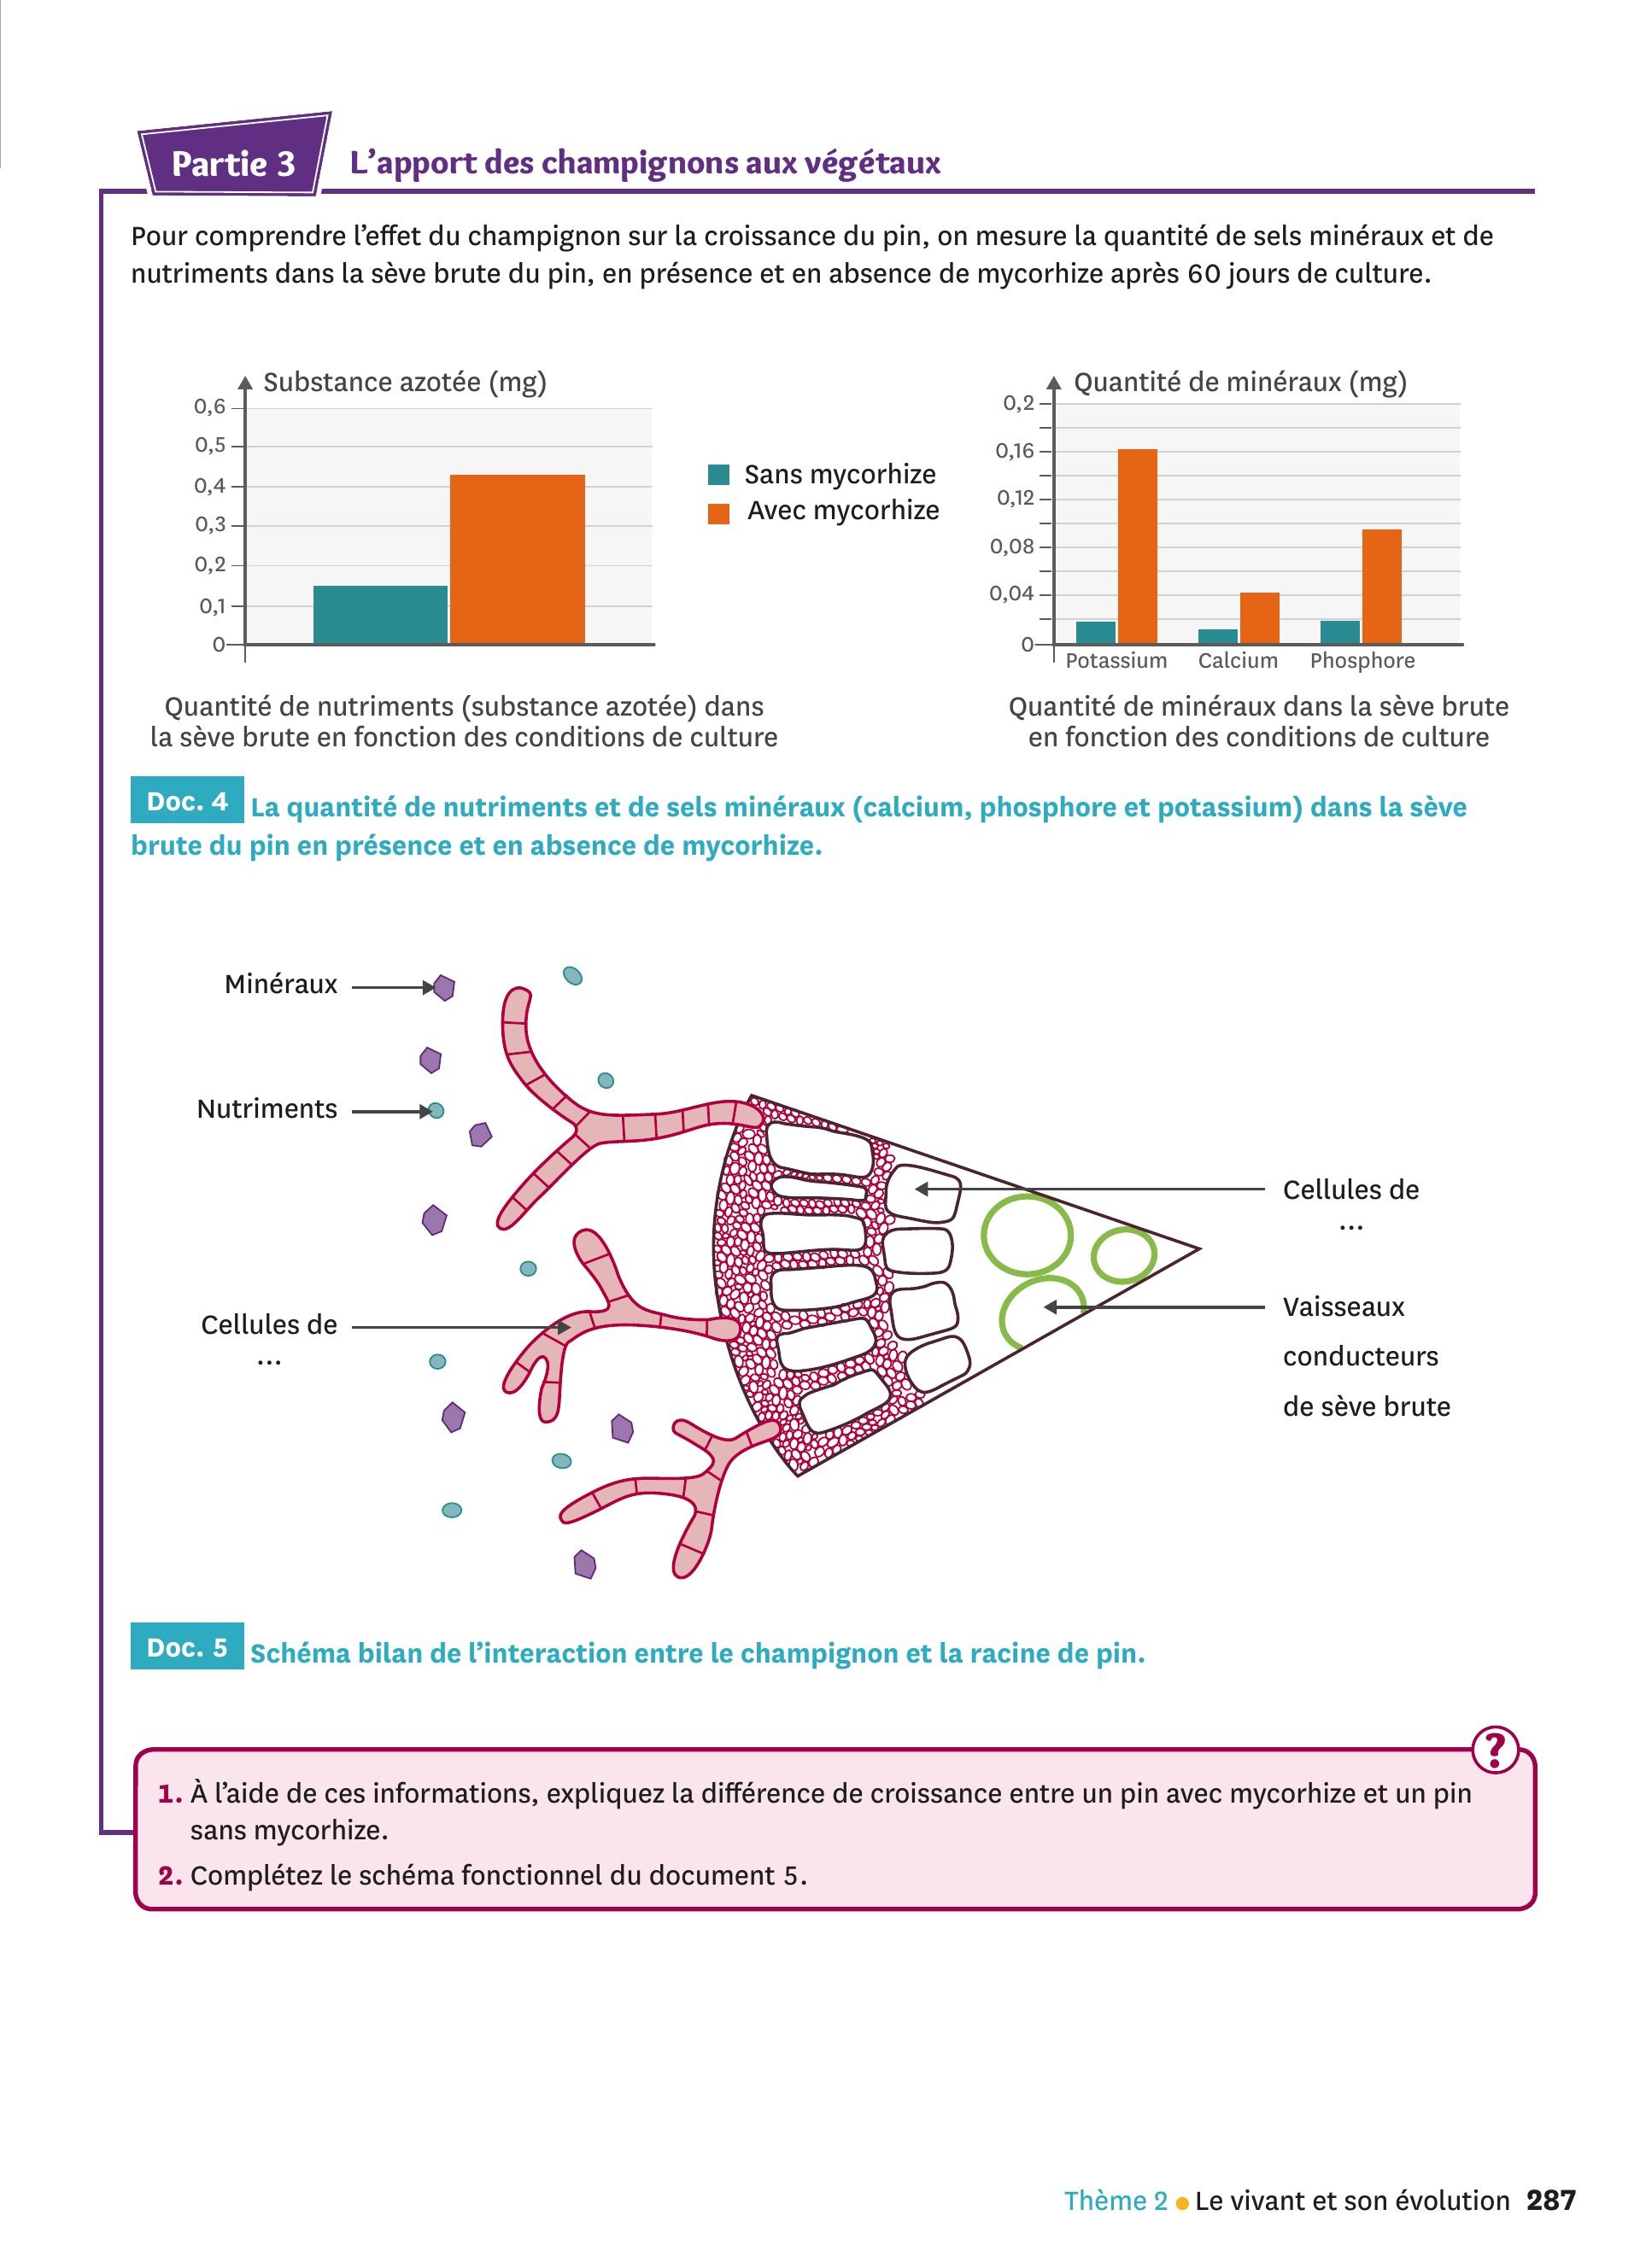 Partie 3
L’apport des champignons aux végétaux
Pour comprendre l’effet du champignon sur la croissance du pin, on mesure la quantité de sels minéraux et de
nutriments dans la sève brute du pin, en présence et en absence de mycorhize après 60 jours de culture.
Substance azotée (mg)
0,6
0,5
0,4
0,3
0,2
0,1
0
Sans mycorhize
Avec mycorhize
Quantité de minéraux (mg)
0,2
0,16
0,12
0,08
0,04
0
Potassium Calcium Phosphore
Quantité de nutriments (substance azotée) dans
la sève brute en fonction des conditions de culture
Quantité de minéraux dans la sève brute
en fonction des conditions de culture
Doc. 4 La quantité de nutriments et de sels minéraux (calcium, phosphore et potassium) dans la sève
brute du pin en présence et en absence de mycorhize.
Minéraux
Nutriments
Cellules de
...
Cellules de
...
Vaisseaux
conducteurs
de sève brute
Doc. 5 Schéma bilan de l’interaction entre le champignon et la racine de pin.
?
1. À l’aide de ces informations, expliquez la différence de croissance entre un pin avec mycorhize et un pin
sans mycorhize.
2. Complétez le schéma fonctionnel du document 5.
Thème 2 ● Le vivant et son évolution 287